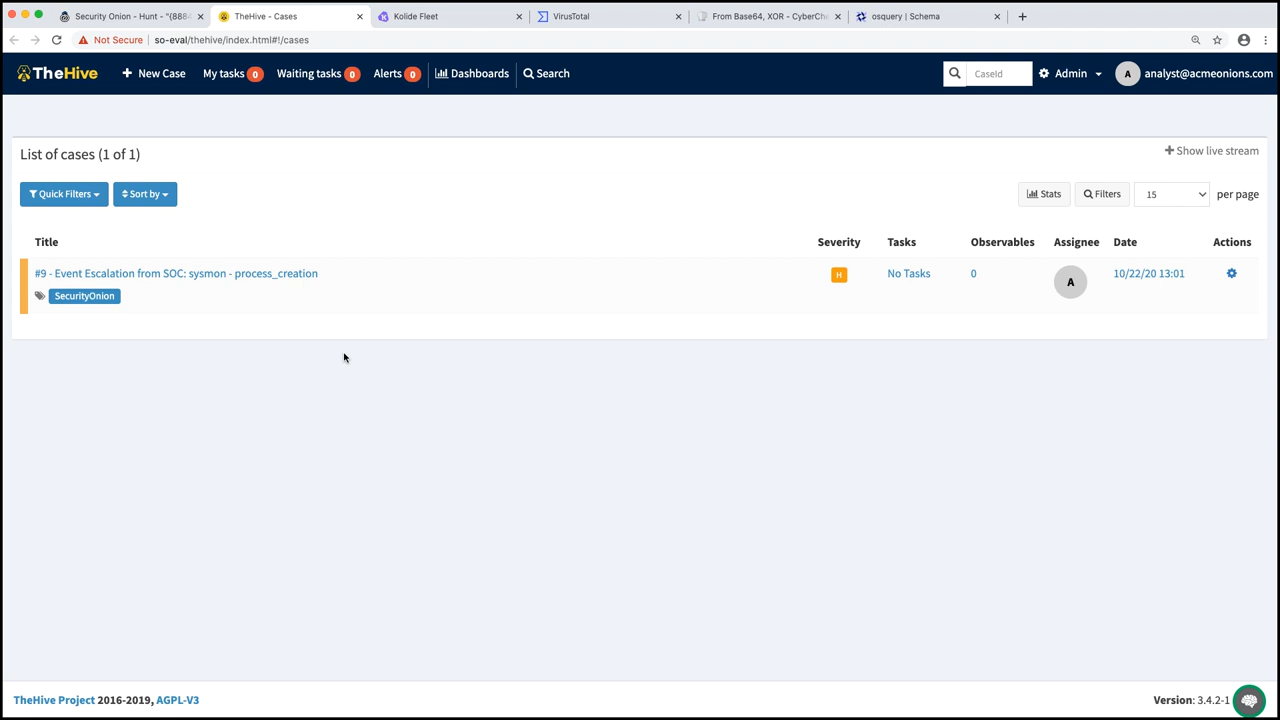 Security Onion - Hunt - "{8884
TheHive - Cases
Kolide Fleet
VirusTotal
From Base64, XOR - CyberChe
osquery | Schema
Not Secure
so-eval/thehive/index.html#!/cases
TheHive
New Case
My tasks 0
Waiting tasks 0
Alerts 0
Dashboards
Search
CaseId
Admin
A
analyst@acmeonions.com
List of cases (1 of 1)
Show live stream
Quick Filters
Sort by
Stats
Filters
15
per page
Title Severity Tasks Observables Assignee Date Actions
#9 - Event Escalation from SOC: sysmon - process_creation H No Tasks 0 A 10/22/20 13:01
SecurityOnion
TheHive Project 2016-2019, AGPL-V3
Version: 3.4.2-1